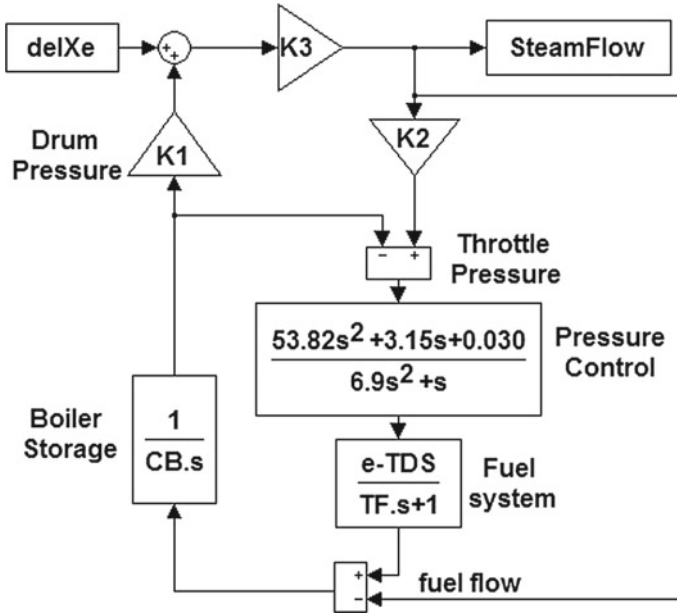 delXe
+
+
K3
SteamFlow
Drum
Pressure
K1
K2
− +
Throttle
Pressure
53.82s² +3.15s+0.030
6.9s² +s
Pressure
Control
Boiler
Storage
1
CB.s
e-TDS
TF.s+1
Fuel
system
+
−
fuel flow